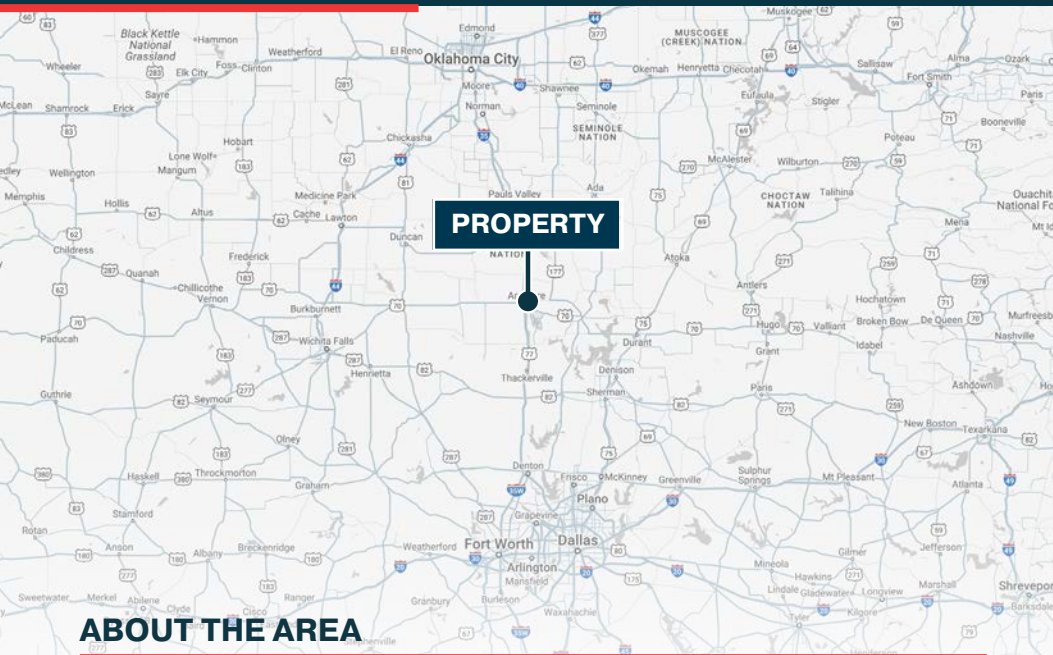 Black Kettle
National
Grassland
Hammon
Weatherford
El Reno
Edmond
Oklahoma City
Muskogee
MUSCOGEE
(CREEK) NATION
Wheeler
Foss
Clinton
Elk City
Moore
Shawnee
Okemah
Henryetta
Checotah
Sallisaw
Alma
Ozark
Fort Smith
McLean
Shamrock
Erick
Sayre
Norman
Seminole
Eufaula
Stigler
Paris
Booneville
SEMINOLE
NATION
Hobart
Chickasha
Poteau
Lone Wolf
Mangum
McAlester
Wilburton
Wellington
Medicine Park
Pauls Valley
Ada
CHOCTAW
NATION
Talihina
Memphis
Hollis
Altus
Cache
Lawton
PROPERTY
Duncan
Mena
Childress
Frederick
Atoka
Quanah
Chillicothe
Vernon
Antlers
Hochatown
Burkburnett
Hugo
Valliant
Broken Bow
De Queen
Paducah
Wichita Falls
Durant
Grant
Idabel
Nashville
Henrietta
Thackerville
Denison
Guthrie
Seymour
Sherman
Paris
Ashdown
New Boston
Texarkana
Olney
Haskell
Throckmorton
Graham
Denton
Frisco
McKinney
Greenville
Sulphur
Springs
Mt Pleasant
Atlanta
Plano
Stamford
Grapevine
Rotan
Anson
Albany
Breckenridge
Weatherford
Fort Worth
Dallas
Arlington
Mansfield
Gilmer
Jefferson
Mineola
Hawkins
Sweetwater
Merkel
Abilene
Clyde
Cisco
Ranger
Granbury
Burleson
Waxahachie
Lindale
Gladewater
Longview
Marshall
Kilgore
Tyler
ABOUT THE AREA